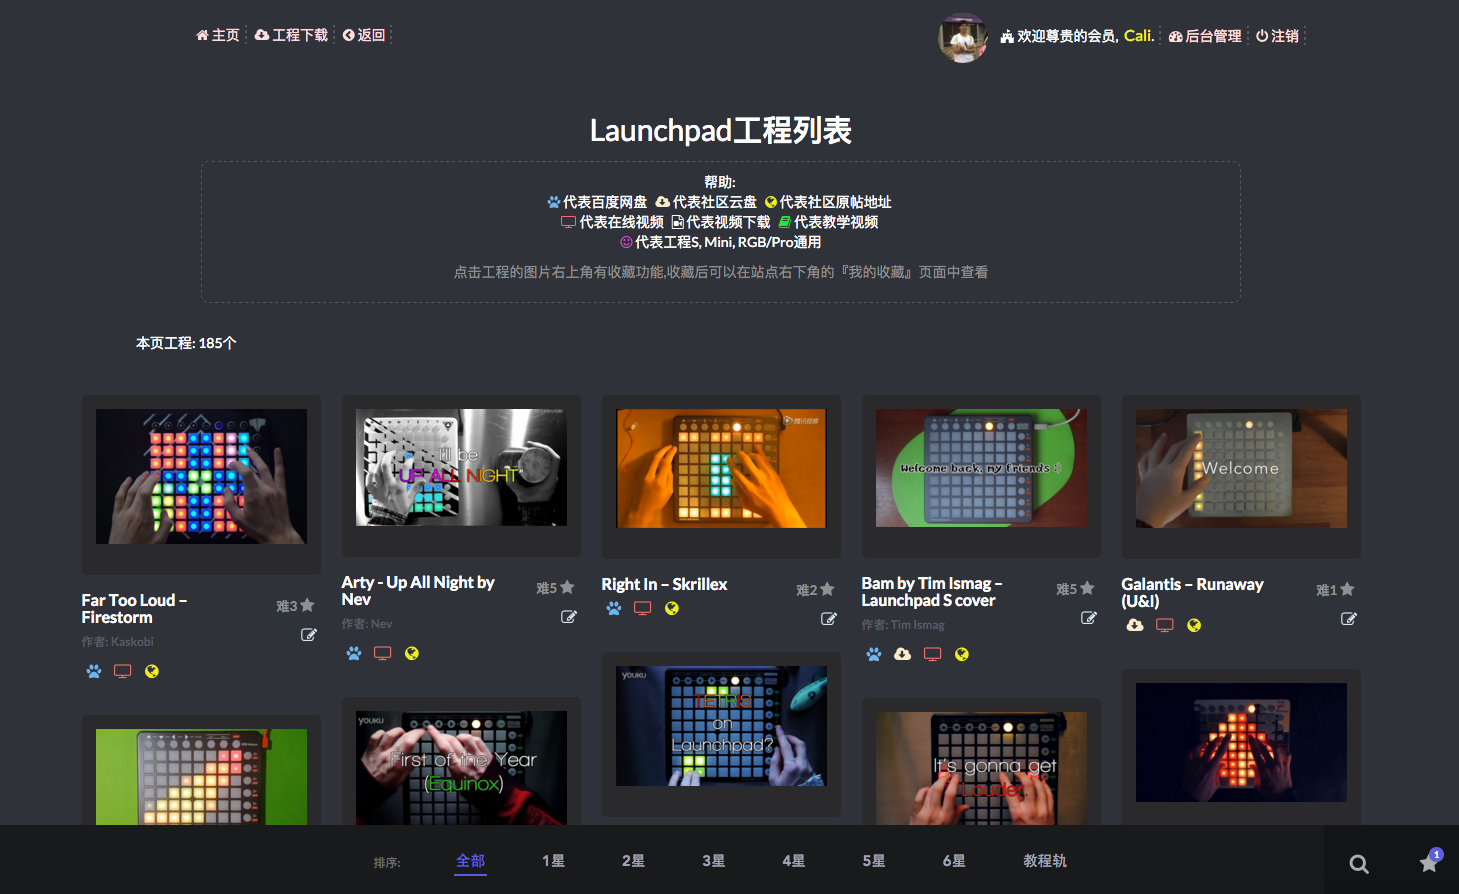 主页
工程下载
返回
欢迎尊贵的会员, Cali.
后台管理
注销
Launchpad工程列表
帮助:
代表百度网盘 代表社区云盘 代表社区原帖地址
代表在线视频 代表视频下载 代表教学视频
代表工程S, Mini, RGB/Pro通用
点击工程的图片右上角有收藏功能,收藏后可以在站点右下角的『我的收藏』页面中查看
本页工程: 185个
Far Too Loud –
Firestorm
难3
作者: Kaskobi
I'll be
"UP ALL NIGHT"
Arty - Up All Night by
Nev
难5
作者: Nev
腾讯视频
Right In – Skrillex
难2
Welcome back, my friends :)
Bam by Tim Ismag –
Launchpad S cover
难5
作者: Tim Ismag
Welcome
Galantis – Runaway
(U&I)
难1
YOUKU
First of the Year
(Equinox)
YOUKU
TETRIS
on
Launchpad?
It's gonna get
Louder
排序:
全部
1星
2星
3星
4星
5星
6星
教程轨
1